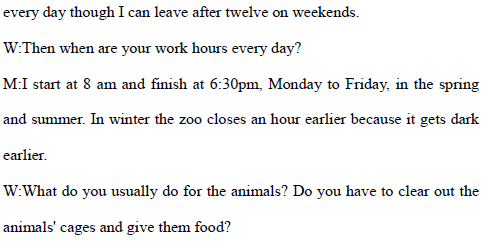 every day though I can leave after twelve on weekends.
W:Then when are your work hours every day?
M:I start at 8 am and finish at 6:30pm, Monday to Friday, in the spring
and summer. In winter the zoo closes an hour earlier because it gets dark
earlier.
W:What do you usually do for the animals? Do you have to clear out the
animals' cages and give them food?